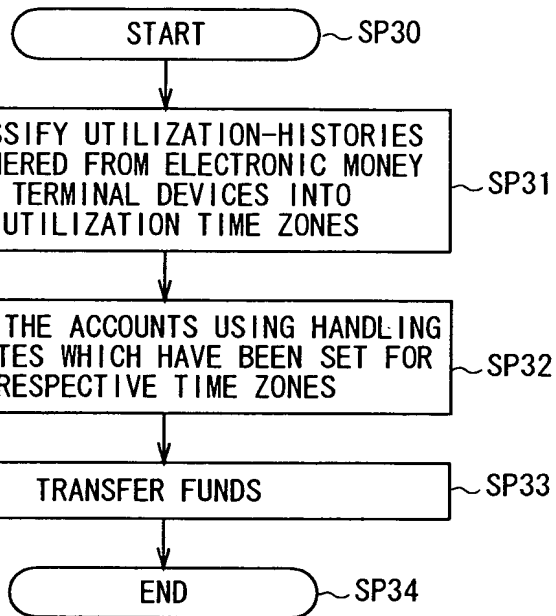 START
SP30
SSIFY UTILIZATION-HISTORIES
HERED FROM ELECTRONIC MONEY
TERMINAL DEVICES INTO
UTILIZATION TIME ZONES
SP31
THE ACCOUNTS USING HANDLING
TES WHICH HAVE BEEN SET FOR
RESPECTIVE TIME ZONES
SP32
TRANSFER FUNDS
SP33
END
SP34